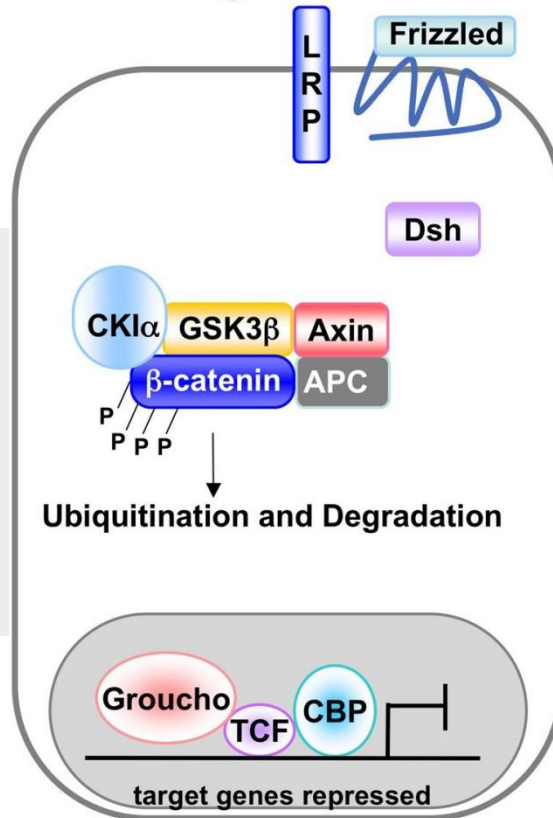 L
R
P
Frizzled
Dsh
CKIα
GSK3β
Axin
β-catenin
APC
P
P
P
P
Ubiquitination and Degradation
Groucho
TCF
CBP
target genes repressed